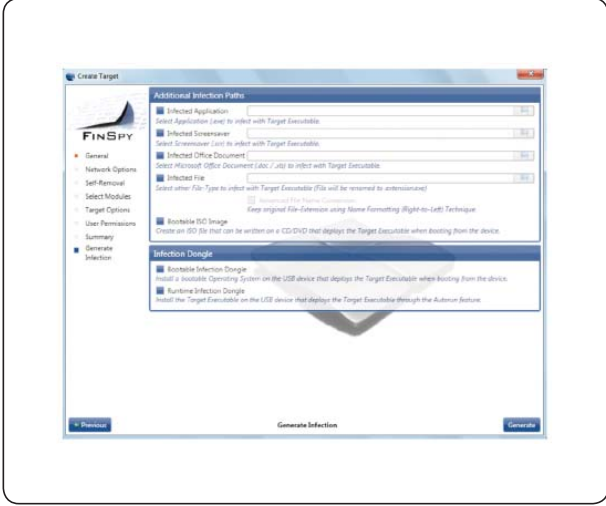 Create Target
FINSPY
General
Network Options
Self-Removal
Select Modules
Target Options
User Permissions
Summary
Generate
Infection
Additional Infection Paths
Infected Application
Select Application (.exe) to infect with Target Executable.
Infected Screensaver
Select Screensaver (.scr) to infect with Target Executable.
Infected Office Document
Select Microsoft Office Document (.doc / .xls) to infect with Target Executable.
Infected File
Select other File-Type to infect with Target Executable (File will be renamed to .extension.exe)
Advanced File Name Conversion
Keep original File-Extension using Name Formatting (Right-to-Left) Technique.
Bootable ISO Image
Create an ISO file that can be written on a CD/DVD that deploys the Target Executable when booting from the device.
Infection Dongle
Bootable Infection Dongle
Install a bootable Operating System on the USB device that deploys the Target Executable when booting from the device.
Runtime Infection Dongle
Install the Target Executable on the USB device that deploys the Target Executable through the Autorun feature.
Previous
Generate Infection
Generate